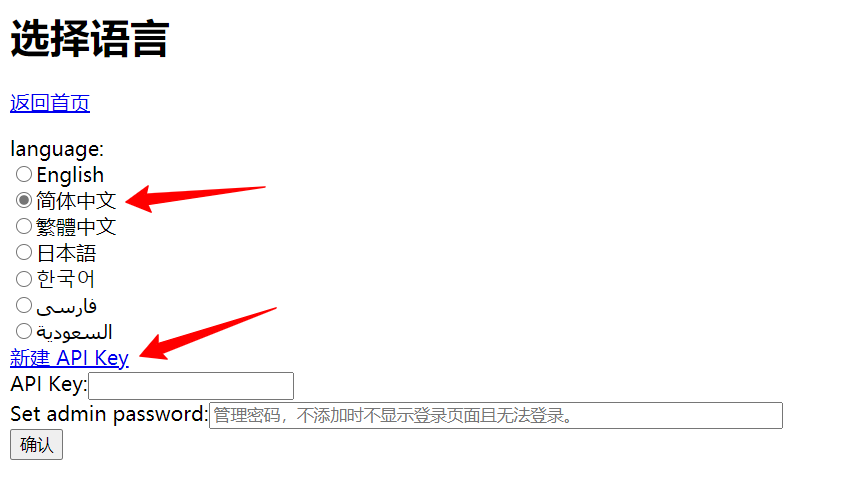 选择语言
返回首页
language:
English
简体中文
繁體中文
日本語
한국어
فارسی
السعودية
新建 API Key
API Key:
Set admin password:管理密码，不添加时不显示登录页面且无法登录。
确认